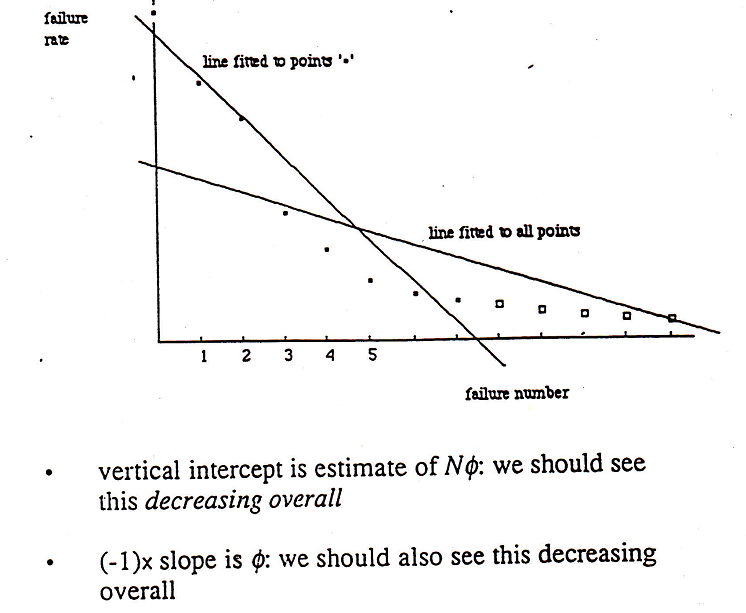 failure
rate
line fitted to points '▪'
line fitted to all points
1 2 3 4 5
failure number
• vertical intercept is estimate of Nϕ: we should see
this decreasing overall
• (-1)x slope is ϕ: we should also see this decreasing
overall